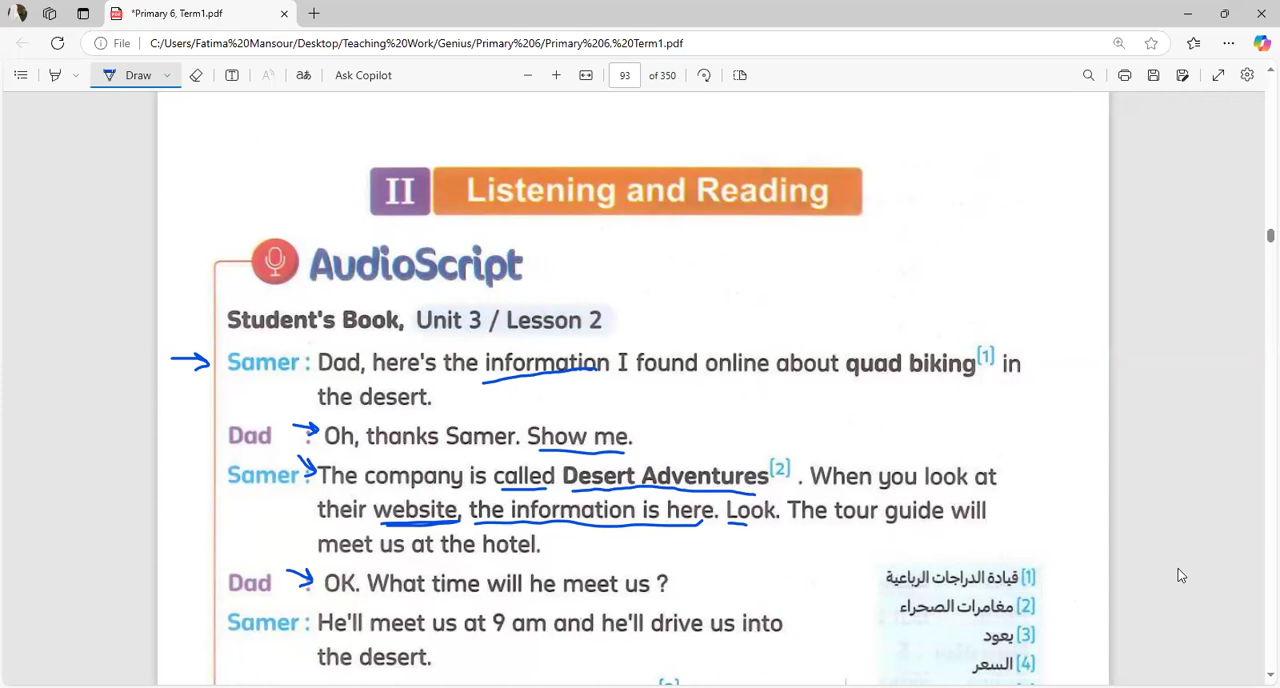 *Primary 6, Term1.pdf
File C:/Users/Fatima%20Mansour/Desktop/Teaching%20Work/Genius/Primary%206/Primary%206.%20Term1.pdf
Draw Ask Copilot 93 of 350
II Listening and Reading
AudioScript
Student's Book, Unit 3 / Lesson 2
Samer : Dad, here's the information I found online about quad biking[1] in
the desert.
Dad : Oh, thanks Samer. Show me.
Samer : The company is called Desert Adventures[2] . When you look at
their website, the information is here. Look. The tour guide will
meet us at the hotel.
Dad : OK. What time will he meet us ?
Samer : He'll meet us at 9 am and he'll drive us into
the desert.
[1] قيادة الدراجات الرباعية
[2] مغامرات الصحراء
[3] يعود
[4] السعر